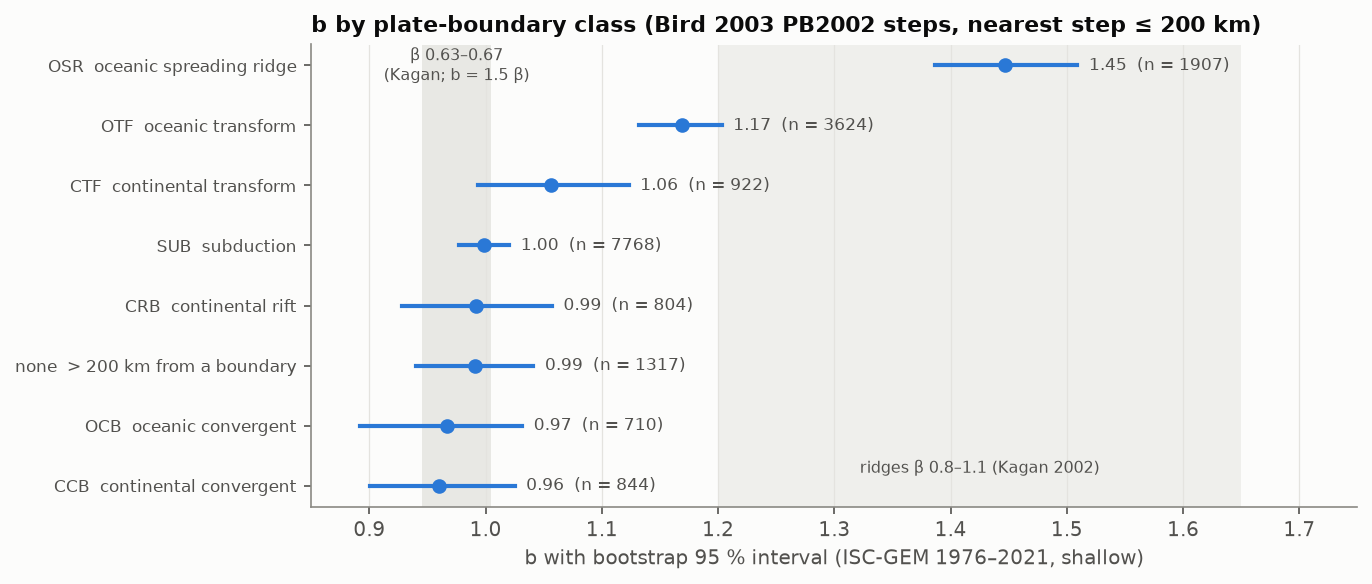 b by plate-boundary class (Bird 2003 PB2002 steps, nearest step ≤ 200 km)
β 0.63–0.67
(Kagan; b = 1.5 β)
OSR oceanic spreading ridge
1.45 (n = 1907)
OTF oceanic transform
1.17 (n = 3624)
CTF continental transform
1.06 (n = 922)
SUB subduction
1.00 (n = 7768)
CRB continental rift
0.99 (n = 804)
none > 200 km from a boundary
0.99 (n = 1317)
OCB oceanic convergent
0.97 (n = 710)
ridges β 0.8–1.1 (Kagan 2002)
CCB continental convergent
0.96 (n = 844)
0.9 1.0 1.1 1.2 1.3 1.4 1.5 1.6 1.7
b with bootstrap 95 % interval (ISC-GEM 1976–2021, shallow)